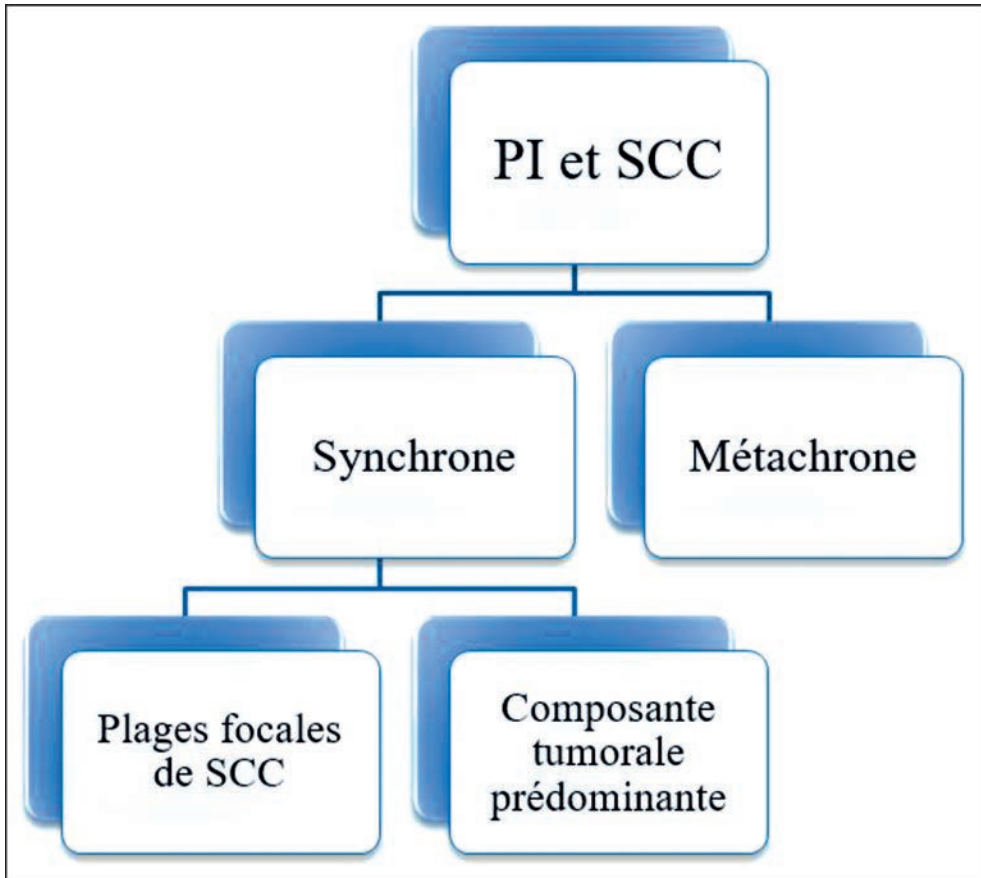 PI et SCC
Synchrone
Métachrone
Plages focales
de SCC
Composante
tumorale
prédominante